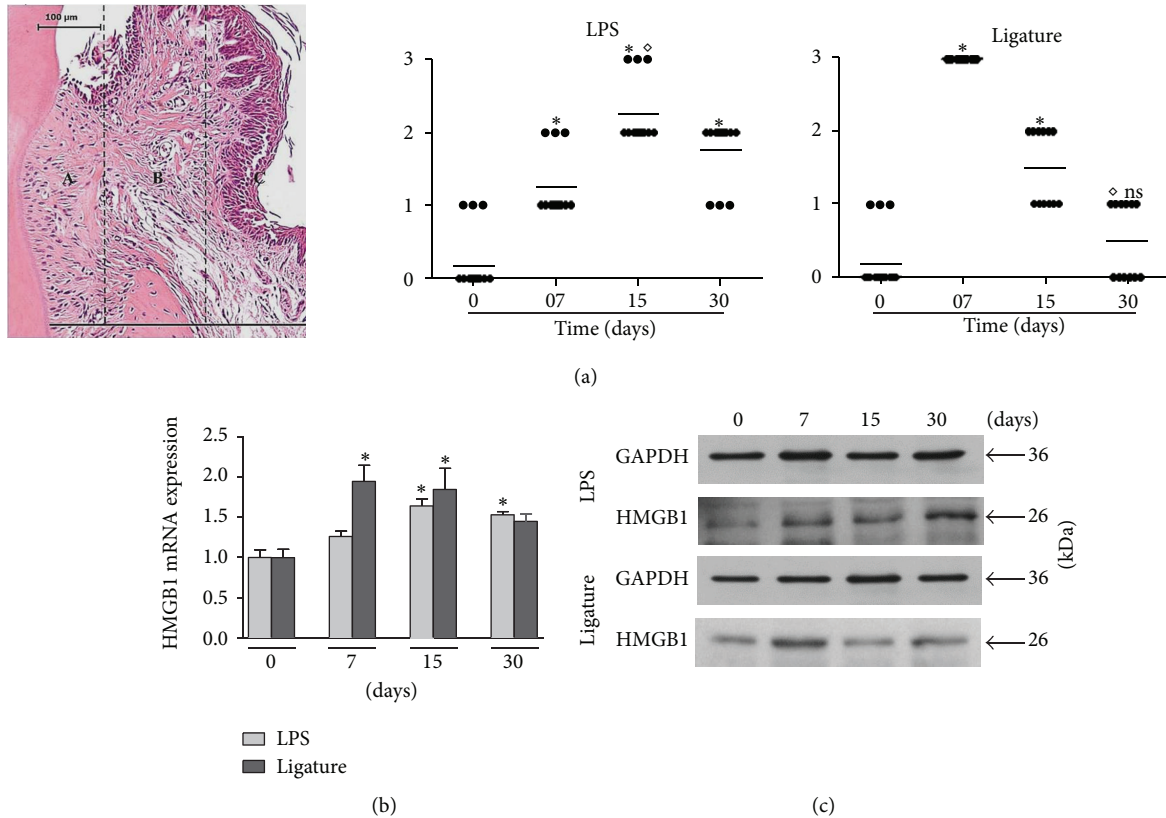 100 μm
A
B
C
LPS
3
2
1
0
*
* ◇
*
0 07 15 30
Time (days)
Ligature
3
2
1
0
*
*
◇ ns
0 07 15 30
Time (days)
(a)
HMGB1 mRNA expression
2.5
2.0
1.5
1.0
0.5
0.0
*
* *
*
0 7 15 30
(days)
LPS
Ligature
(b)
0 7 15 30 (days)
LPS
GAPDH ←36
HMGB1 ←26
Ligature
GAPDH ←36
HMGB1 ←26
(kDa)
(c)